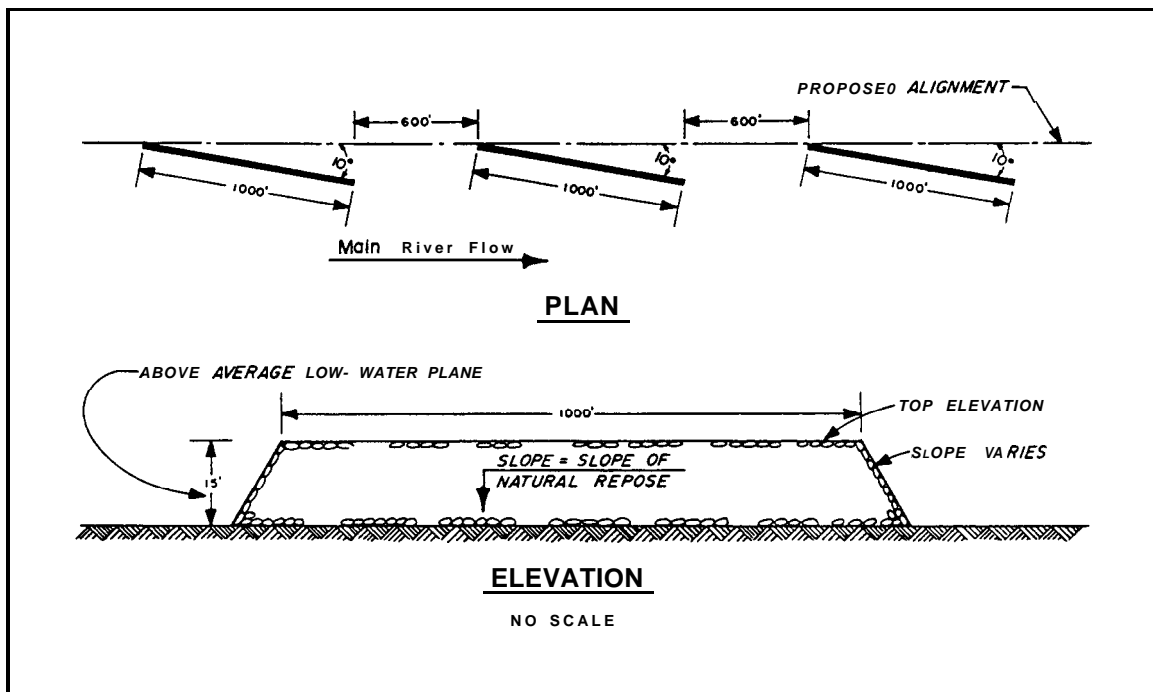 PROPOSE0 ALIGNMENT
600'
600'
10°
10°
10°
1000'
1000'
1000'
Main River Flow
PLAN
ABOVE AVERAGE LOW- WATER PLANE
1000'
TOP ELEVATION
SLOPE VARIES
SLOPE = SLOPE OF
NATURAL REPOSE
15'
ELEVATION
NO SCALE